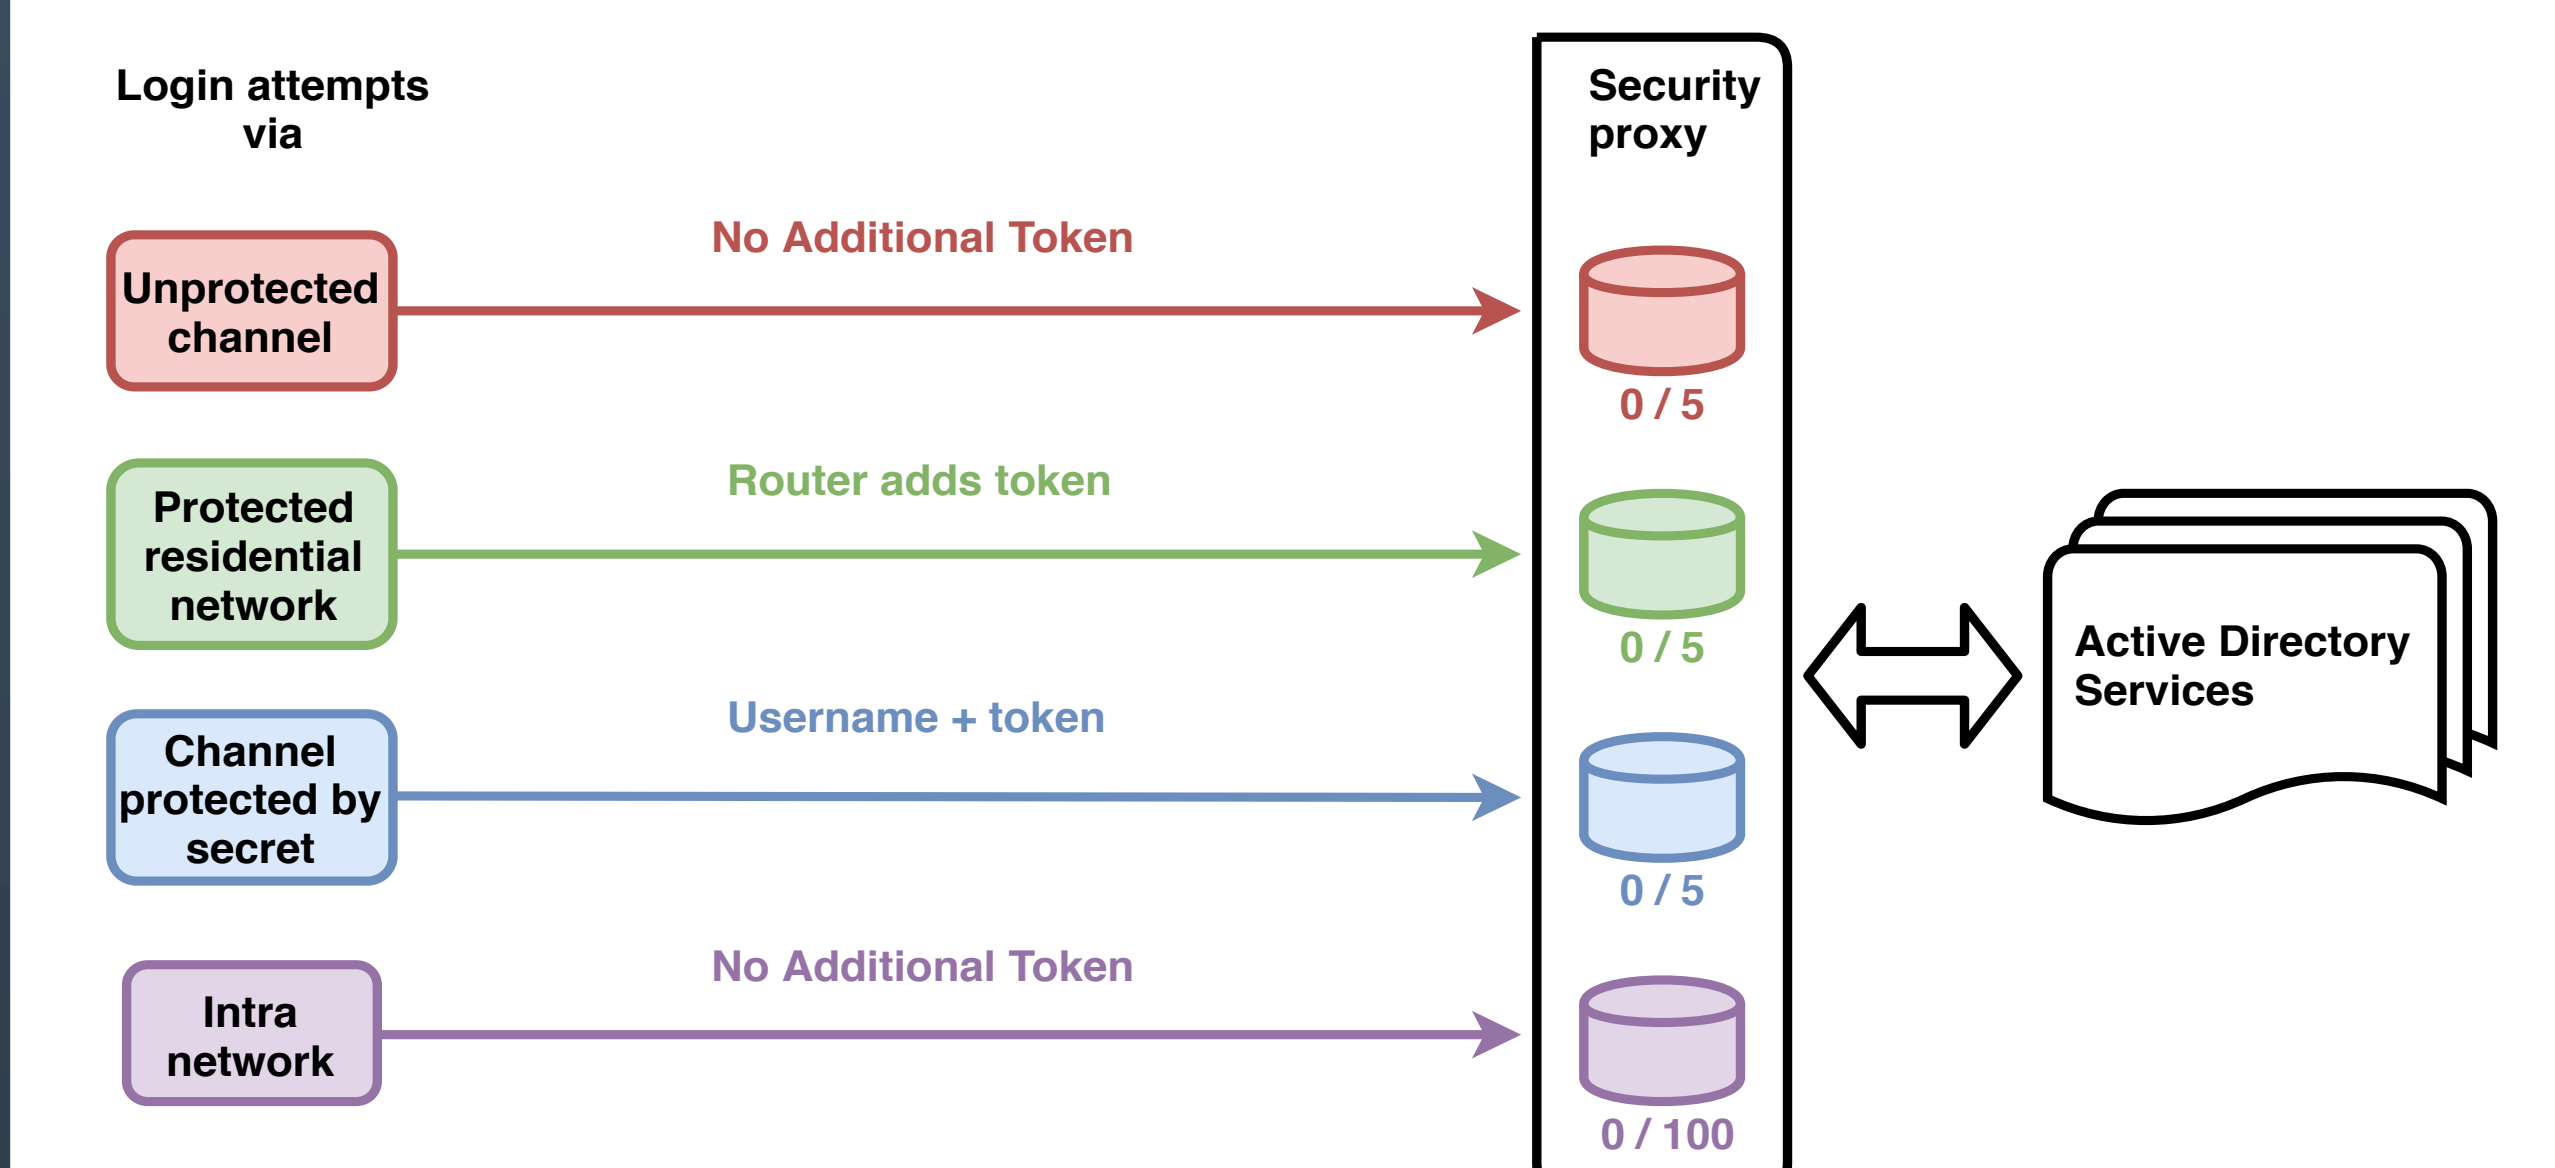 Login attempts
via
Security
proxy
No Additional Token
Unprotected
channel
0 / 5
Router adds token
Protected
residential
network
0 / 5
Username + token
Channel
protected by
secret
0 / 5
No Additional Token
Intra
network
0 / 100
Active Directory
Services